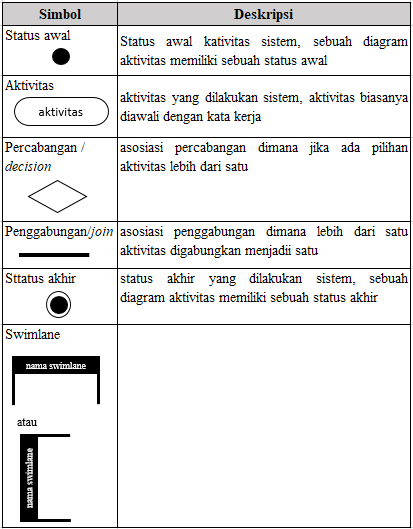 Simbol Deskripsi
Status awal
Status awal kativitas sistem, sebuah diagram
aktivitas memiliki sebuah status awal
Aktivitas
aktivitas
aktivitas yang dilakukan sistem, aktivitas biasanya
diawali dengan kata kerja
Percabangan /
decision
asosiasi percabangan dimana jika ada pilihan
aktivitas lebih dari satu
Penggabungan/join
asosiasi penggabungan dimana lebih dari satu
aktivitas digabungkan menjadii satu
Sttatus akhir
status akhir yang dilakukan sistem, sebuah
diagram aktivitas memiliki sebuah status akhir
Swimlane
nama swimlane
atau
nama swimlane